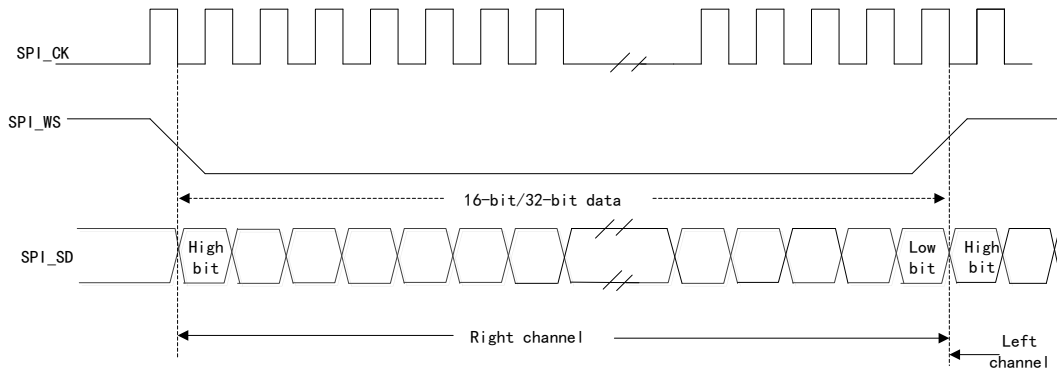 SPI_CK
SPI_WS
16-bit/32-bit data
SPI_SD
High
bit
Low
bit
High
bit
Right channel
Left
channel